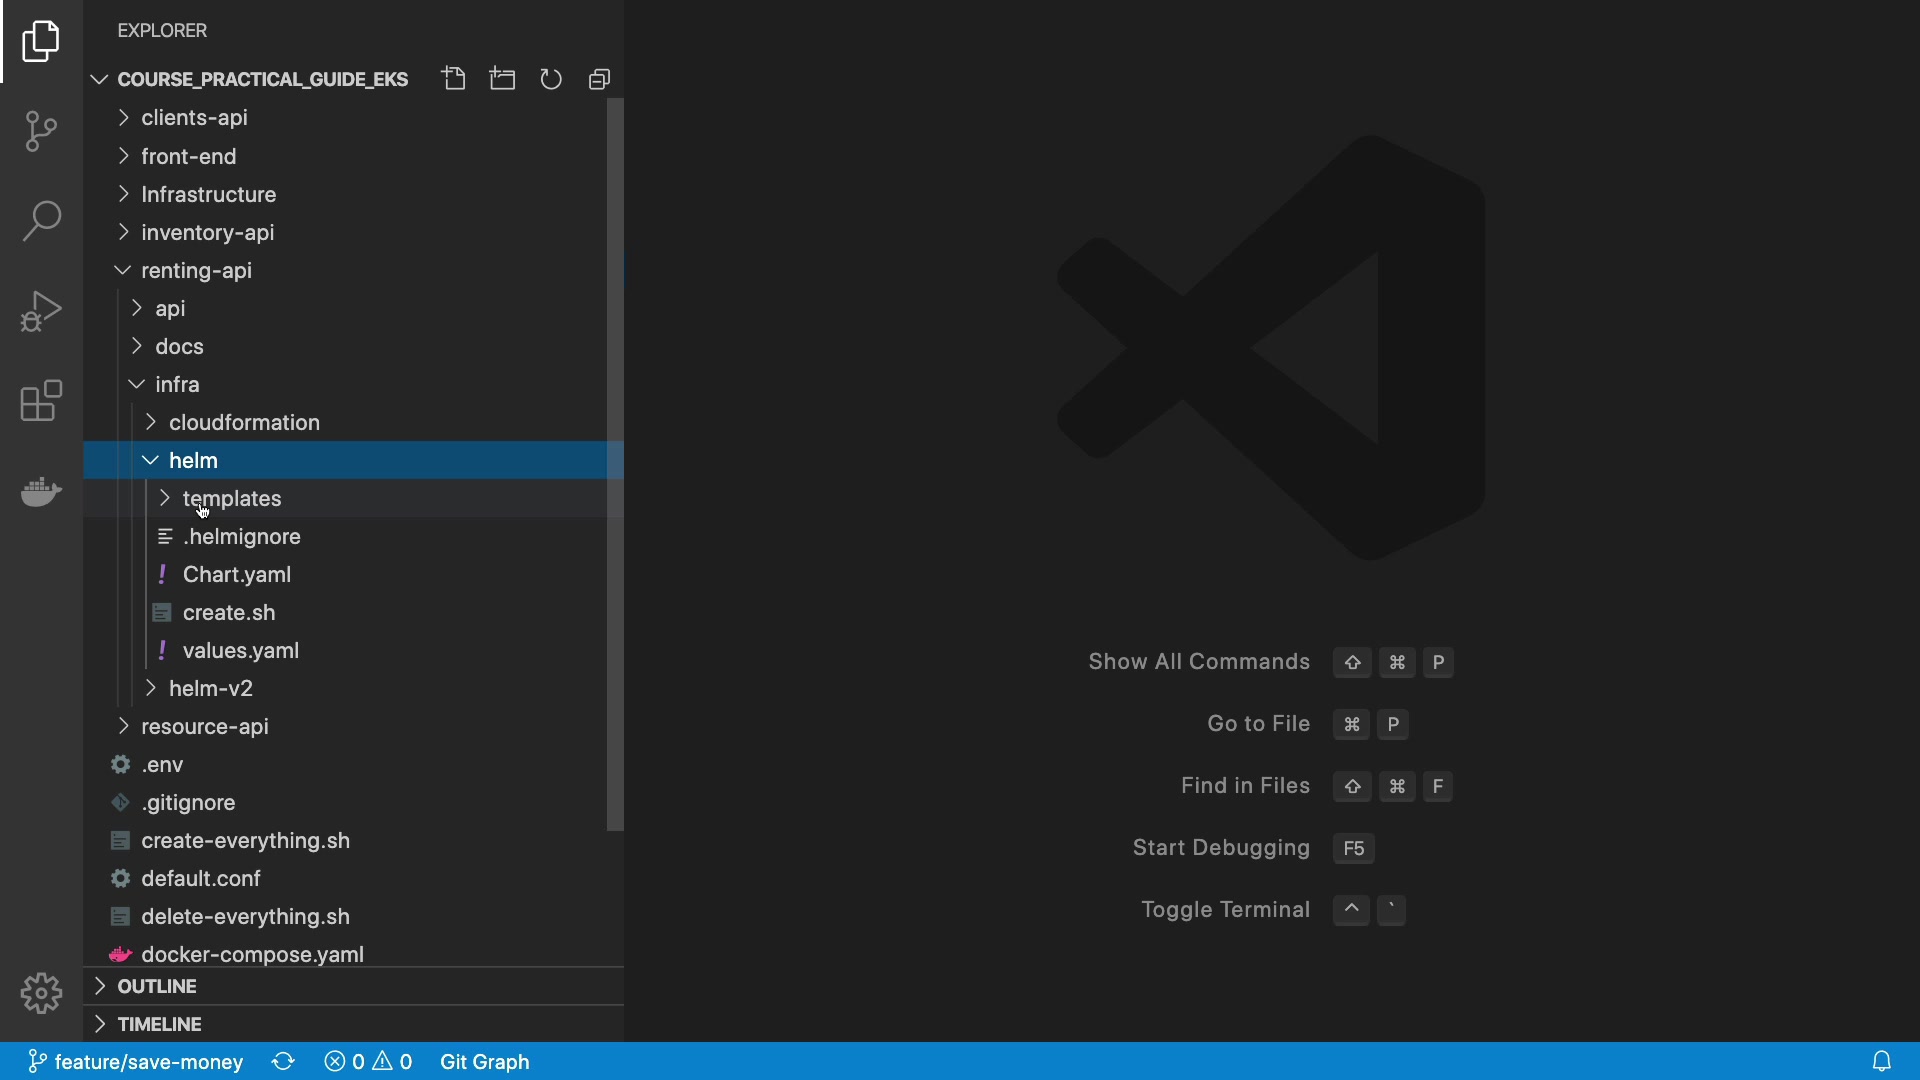 EXPLORER
COURSE_PRACTICAL_GUIDE_EKS
clients-api
front-end
Infrastructure
inventory-api
renting-api
api
docs
infra
cloudformation
helm
templates
.helmignore
! Chart.yaml
create.sh
! values.yaml
helm-v2
resource-api
.env
.gitignore
create-everything.sh
default.conf
delete-everything.sh
docker-compose.yaml
OUTLINE
TIMELINE
Show All Commands ⇧ ⌘ P
Go to File ⌘ P
Find in Files ⇧ ⌘ F
Start Debugging F5
Toggle Terminal ^ `
feature/save-money 0 0 Git Graph